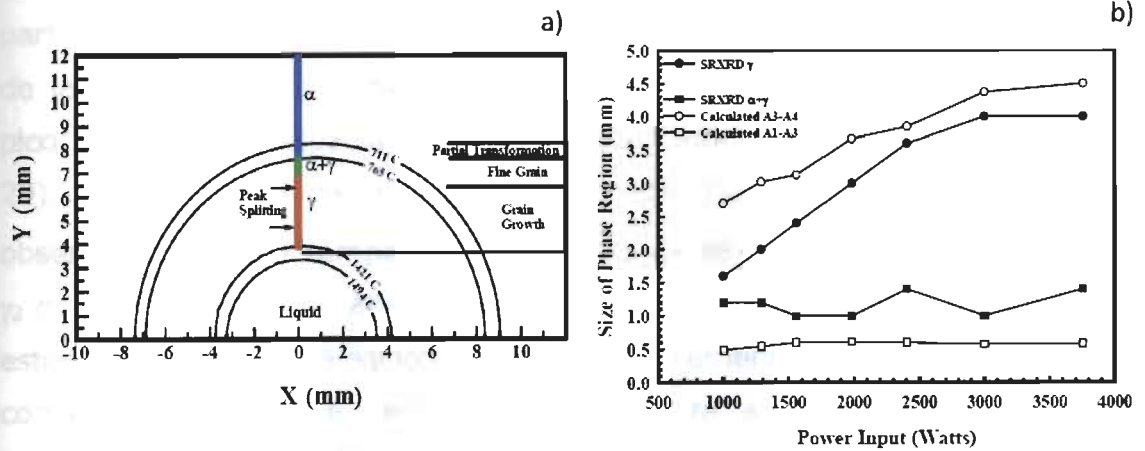 a)
12
11
10
9
8
7
6
5
4
3
2
1
0
Y (mm)
-10 -8 -6 -4 -2 0 2 4 6 8 10
X (mm)
α
α+γ
γ
711 C
765 C
Peak
Splitting
1421 C
1494 C
Liquid
Partial Transformation
Fine Grain
Grain
Growth
b)
5.0
4.5
4.0
3.5
3.0
2.5
2.0
1.5
1.0
0.5
0.0
Size of Phase Region (mm)
SRXRD γ
SRXRD α+γ
Calculated A3-A4
Calculated A1-A3
500 1000 1500 2000 2500 3000 3500 4000
Power Input (Watts)